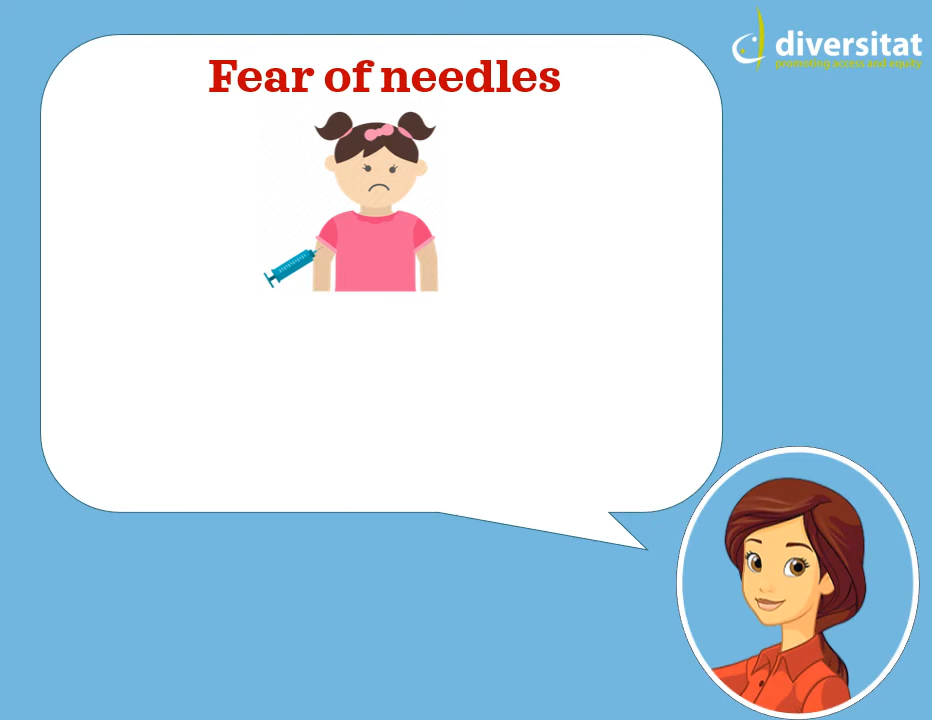 Fear of needles
diversitat
promoting access and equity